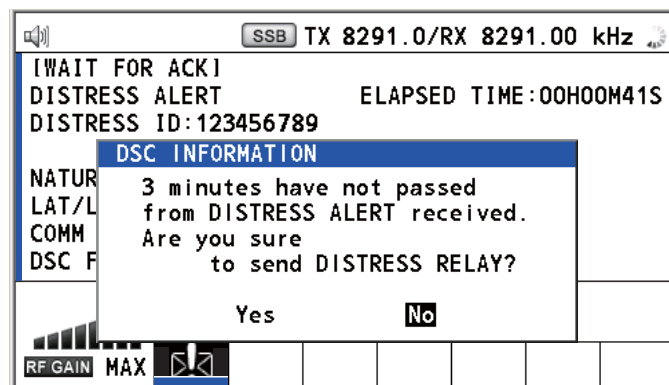 SSB TX 8291.0/RX 8291.00 kHz
[WAIT FOR ACK]
DISTRESS ALERT ELAPSED TIME:00H00M41S
DISTRESS ID:123456789
DSC INFORMATION
NATUR
LAT/L
COMM
DSC F
3 minutes have not passed
from DISTRESS ALERT received.
Are you sure
to send DISTRESS RELAY?
Yes No
RF GAIN MAX